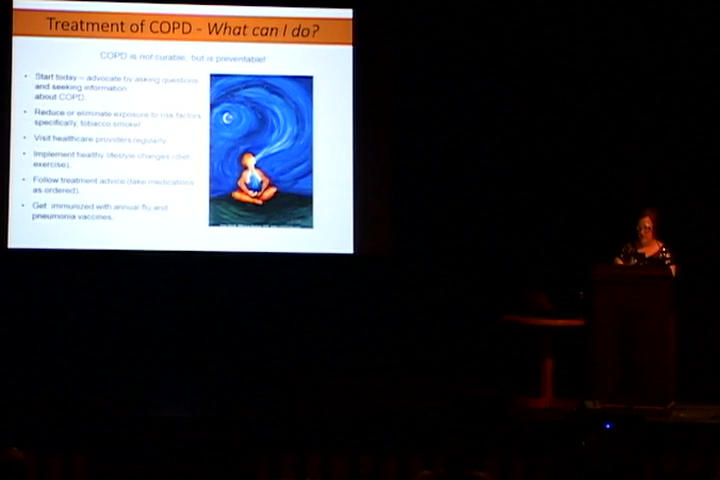 Treatment of COPD - What can I do?
COPD is not curable, but is preventable!
• Start today – advocate by asking questions
and seeking information
about COPD.
• Reduce or eliminate exposure to risk factors
specifically, tobacco smoke!
• Visit healthcare providers regularly
• Implement healthy lifestyle changes (diet
exercise).
• Follow treatment advice (take medications
as ordered).
• Get immunized with annual flu and
pneumonia vaccines.